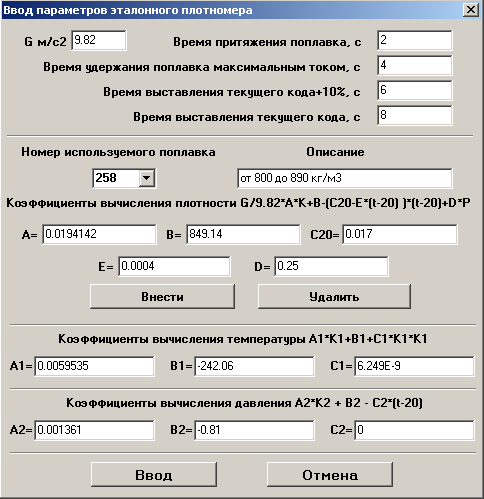 Ввод параметров эталонного плотномера
G м/с2 9.82 Время притяжения поплавка, с 2
Время удержания поплавка максимальным током, с 4
Время выставления текущего кода+10%, с 6
Время выставления текущего кода, с 8
Номер используемого поплавка Описание
258 от 800 до 890 кг/м3
Коэффициенты вычисления плотности G/9.82*A*K+B-(C20-E*(t-20) )*(t-20)+D*P
A= 0.0194142 B= 849.14 C20= 0.017
E= 0.0004 D= 0.25
Внести Удалить
Коэффициенты вычисления температуры A1*K1+B1+C1*K1*K1
A1= 0.0059535 B1= -242.06 C1= 6.249E-9
Коэффициенты вычисления давления A2*K2 + B2 - C2*(t-20)
A2= 0.001361 B2= -0.81 C2= 0
Ввод Отмена